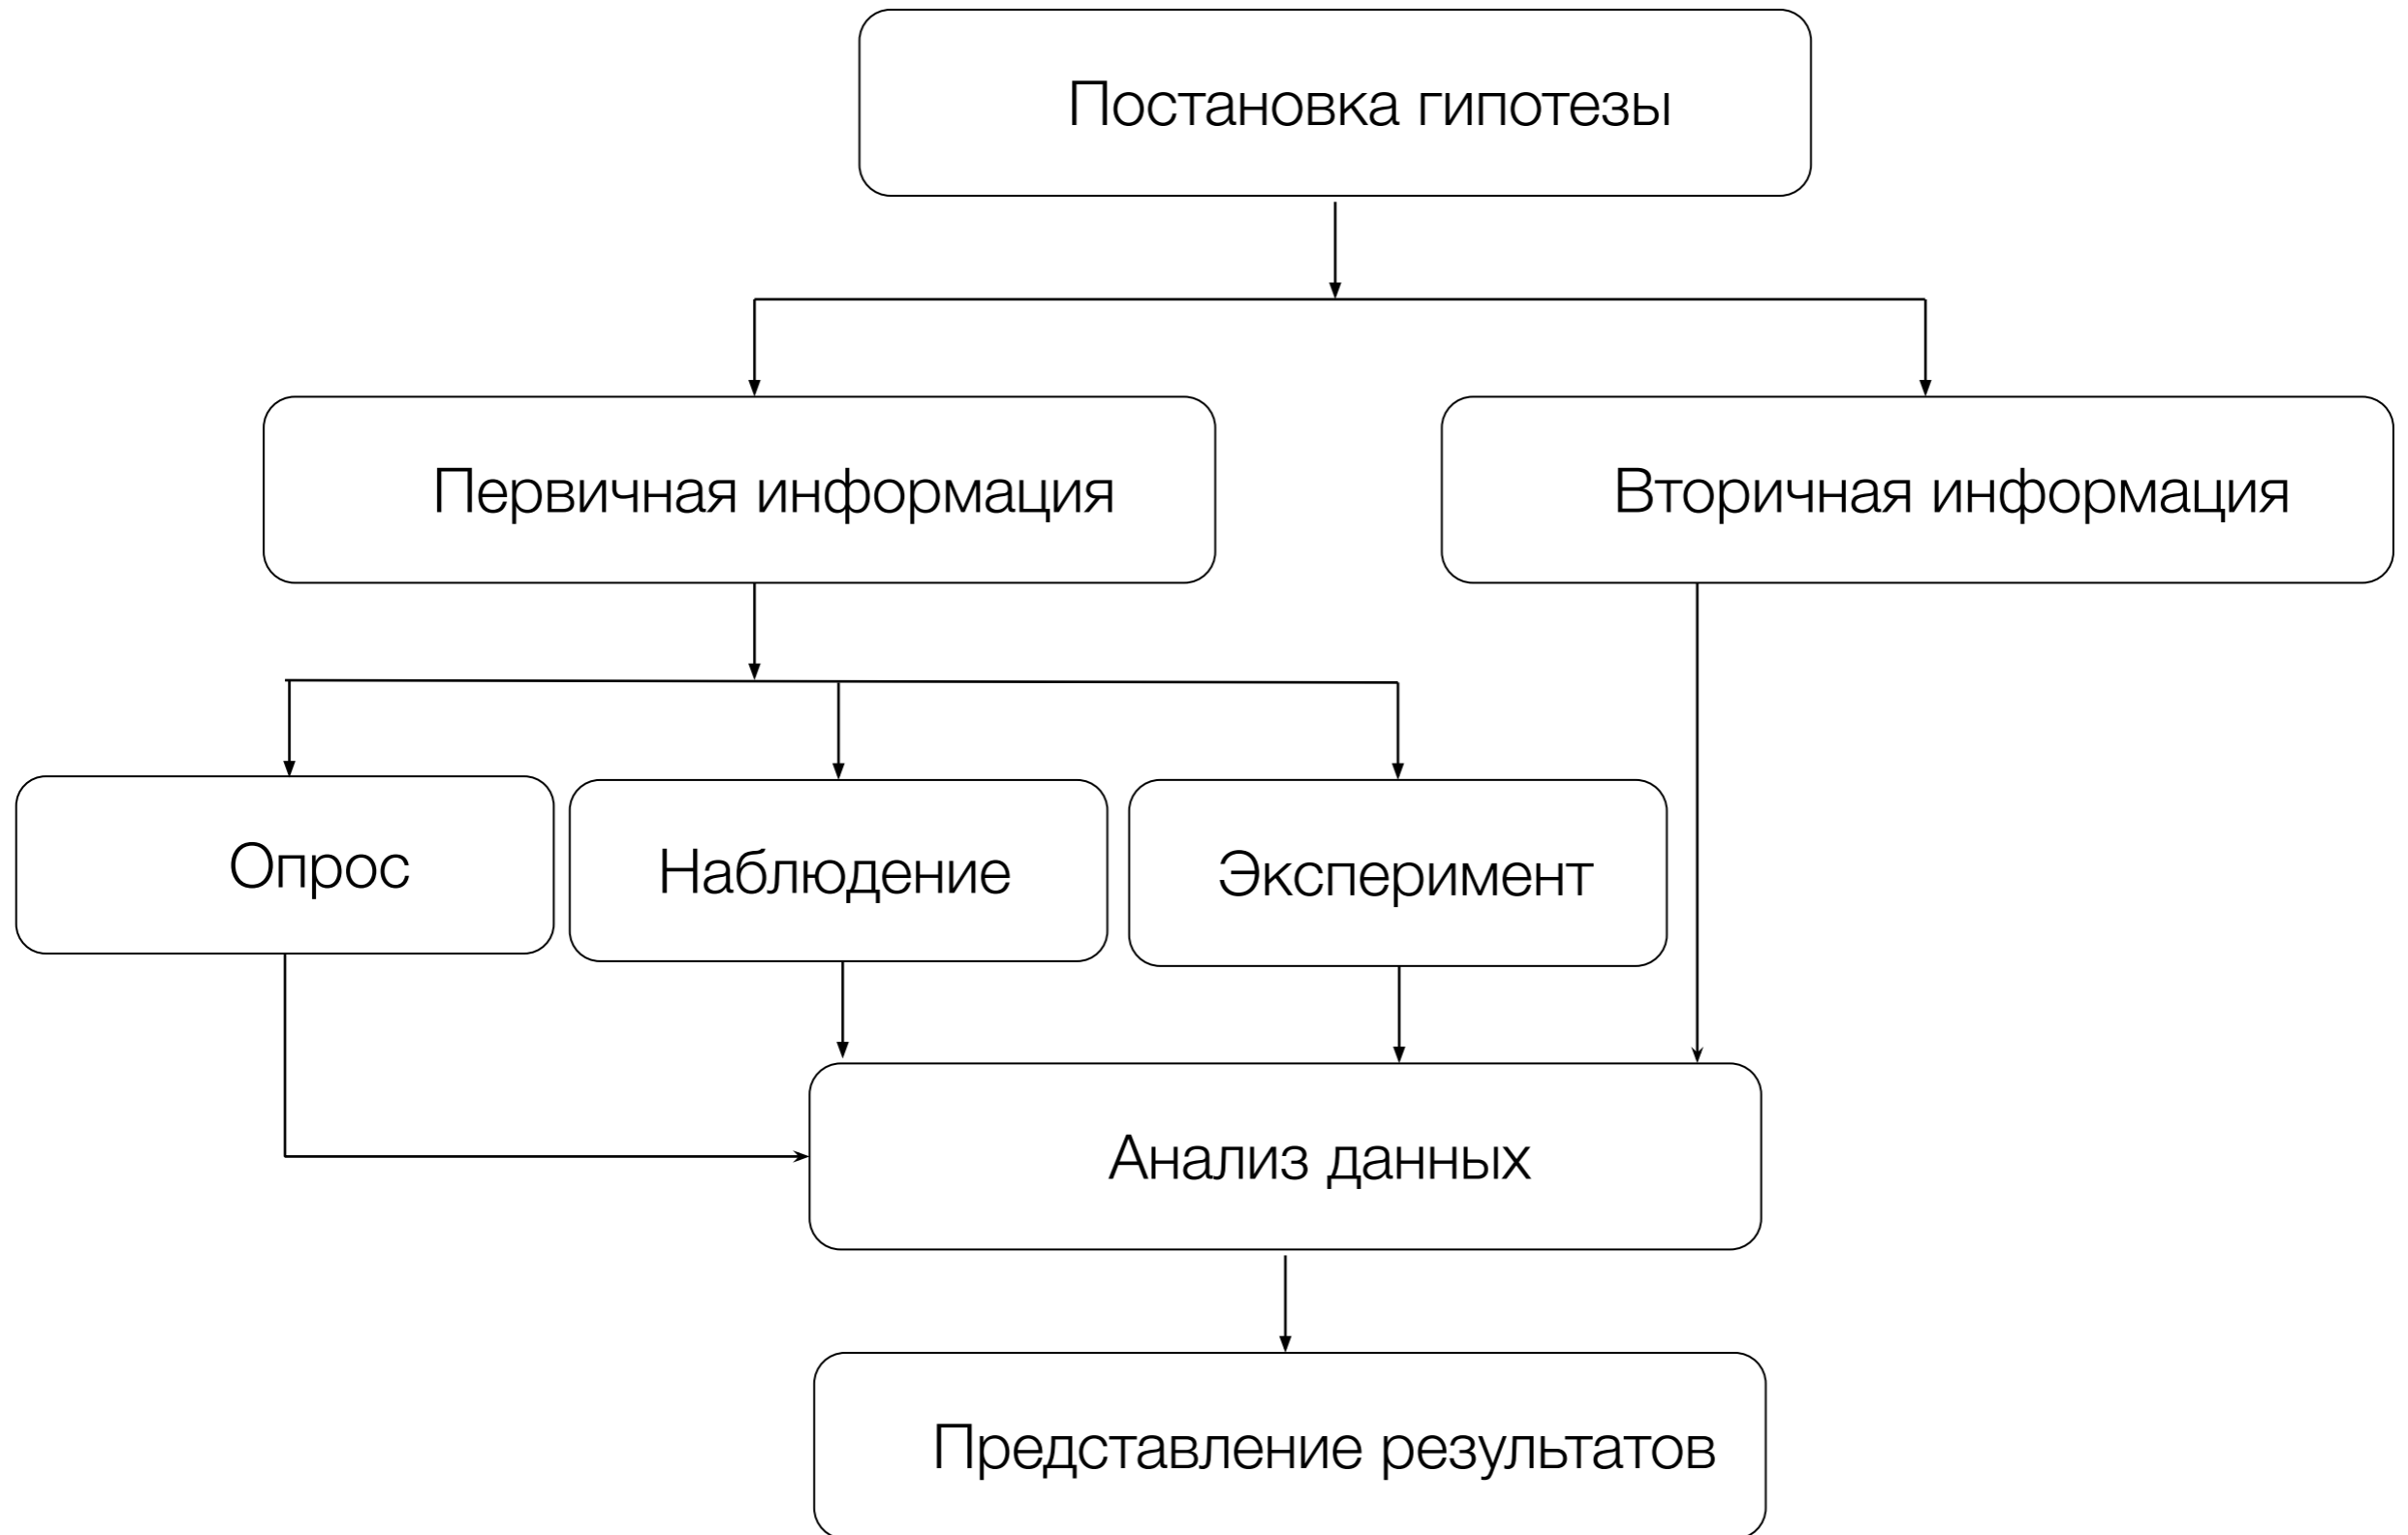 Постановка гипотезы
Первичная информация
Вторичная информация
Опрос
Наблюдение
Эксперимент
Анализ данных
Представление результатов